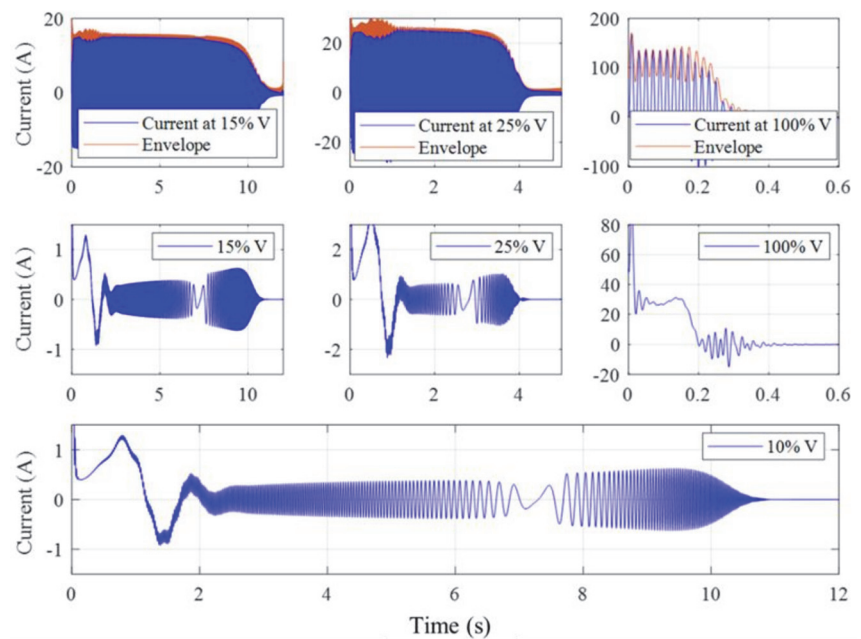 20
10
0
20
Current (A)
Current at 15% V
Envelope
0 5 10
20
0
-20
Current at 25% V
Envelope
0 2 4
200
100
0
-100
Current at 100% V
Envelope
0 0.2 0.4 0.6
1
0
-1
Current (A)
15% V
0 5 10
2
0
-2
25% V
0 2 4
80
60
40
20
0
-20
100% V
0 0.2 0.4 0.6
1
0
-1
Current (A)
10% V
0 2 4 6 8 10 12
Time (s)